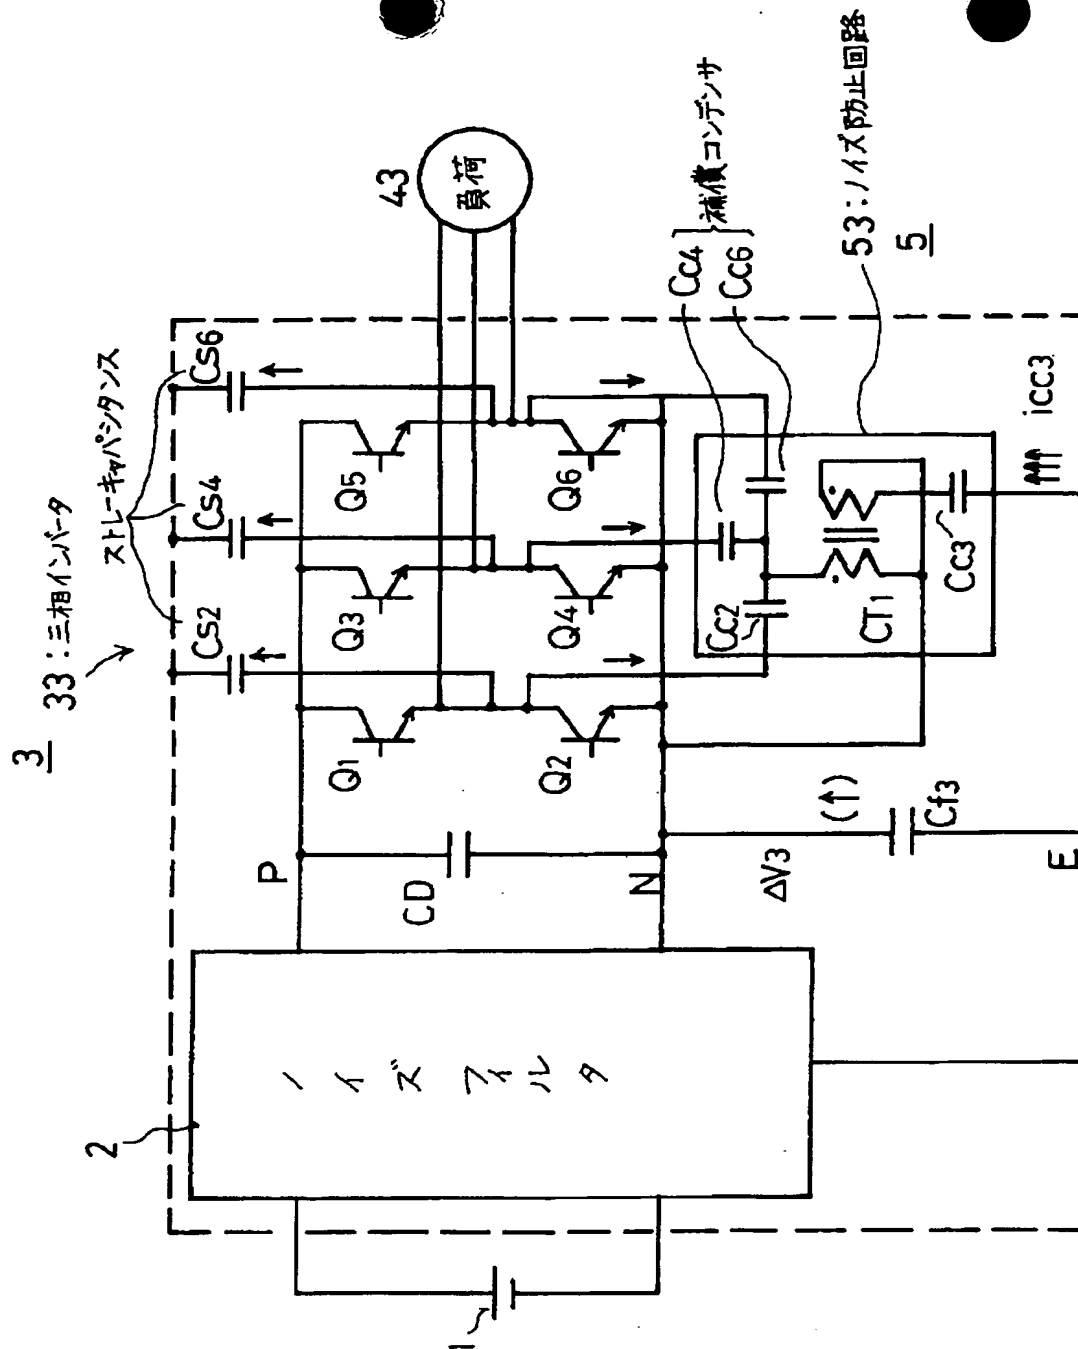 3
33:三相インバータ
ストレーキャパシタンス
Cs2
Cs4
Cs6
43
負荷
P
Q1
Q3
Q5
CD
Q2
Q4
Q6
N
2
ノイズフィルタ
1
Cc4
Cc6
補償コンデンサ
53:ノイズ防止回路
5
Cc2
CT1
Cc3
icc3
ΔV3
(↑)
Cf3
E